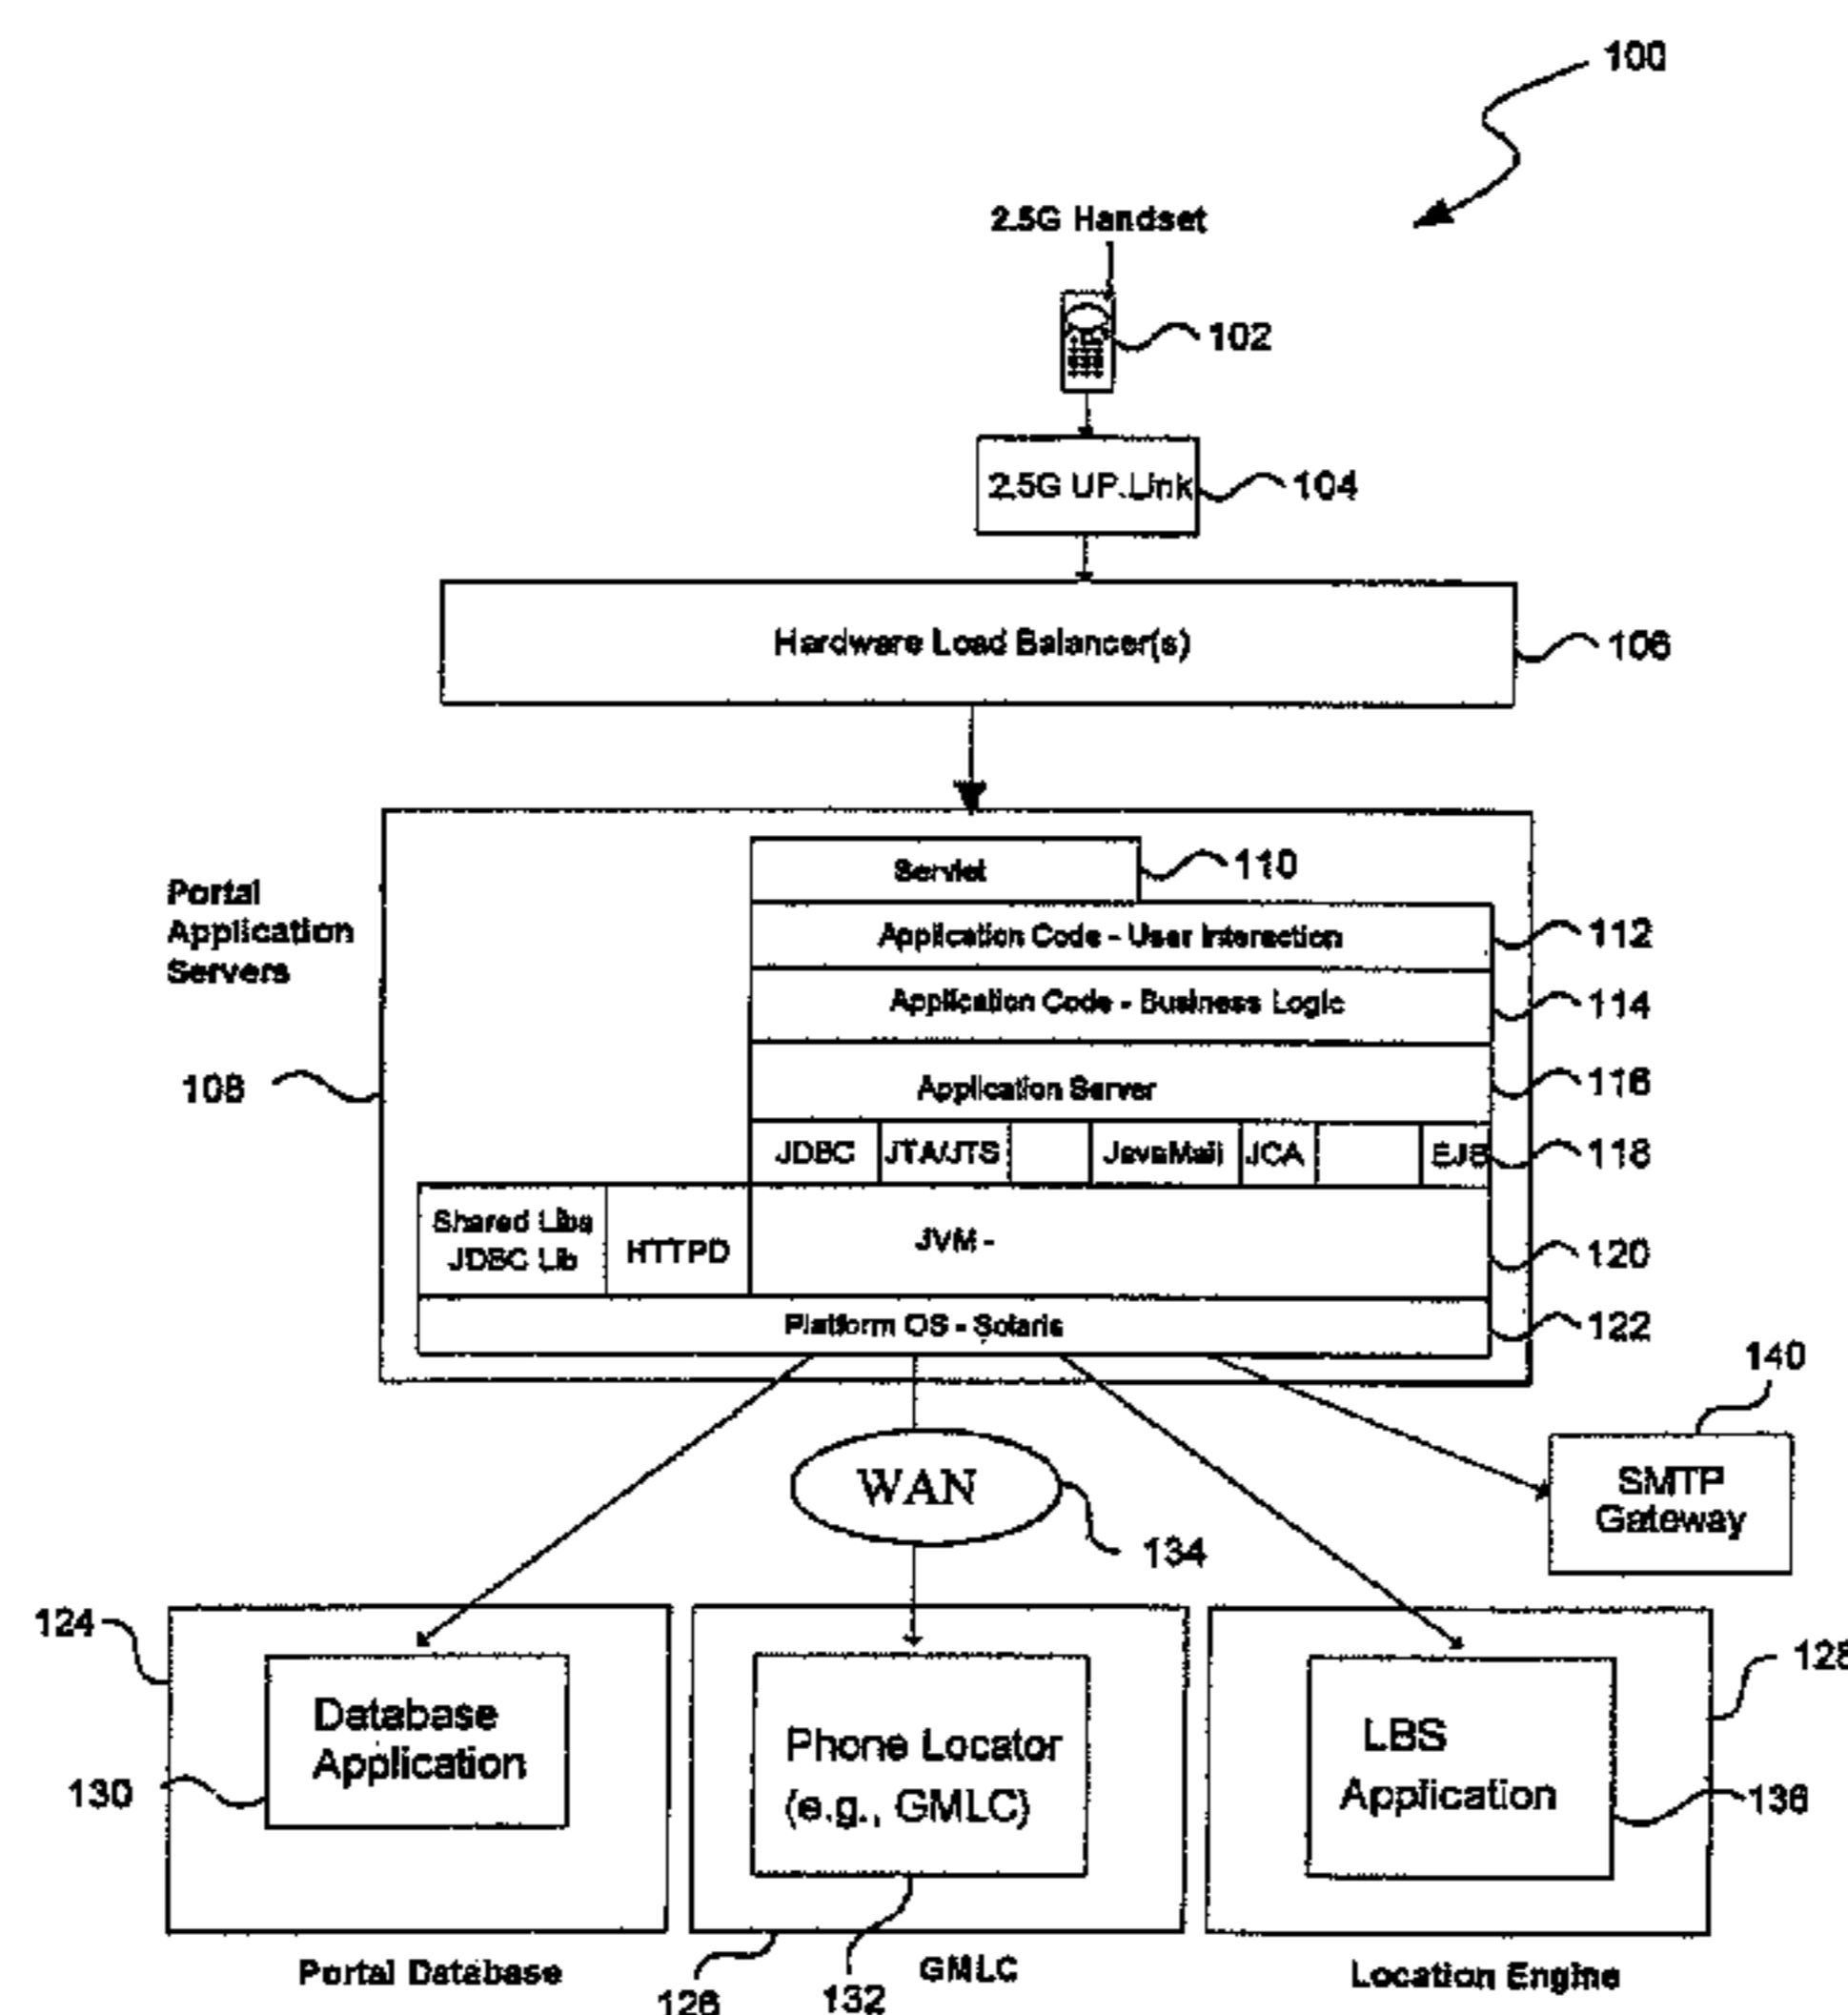 100
2.5G Handset
102
2.5G UP.Link
104
Hardware Load Balancer(s)
106
Portal
Application
Servers
108
Servlet
110
Application Code - User Interaction
112
Application Code - Business Logic
114
Application Server
116
JDBC
JTA/JTS
JavaMail
JCA
EJB
118
Shared Libs
JDBC Lib
HTTPD
JVM -
120
Platform OS - Solaris
122
140
SMTP
Gateway
WAN
134
124
Database
Application
130
Portal Database
Phone Locator
(e.g., GMLC)
GMLC
126
132
128
LBS
Application
136
Location Engine